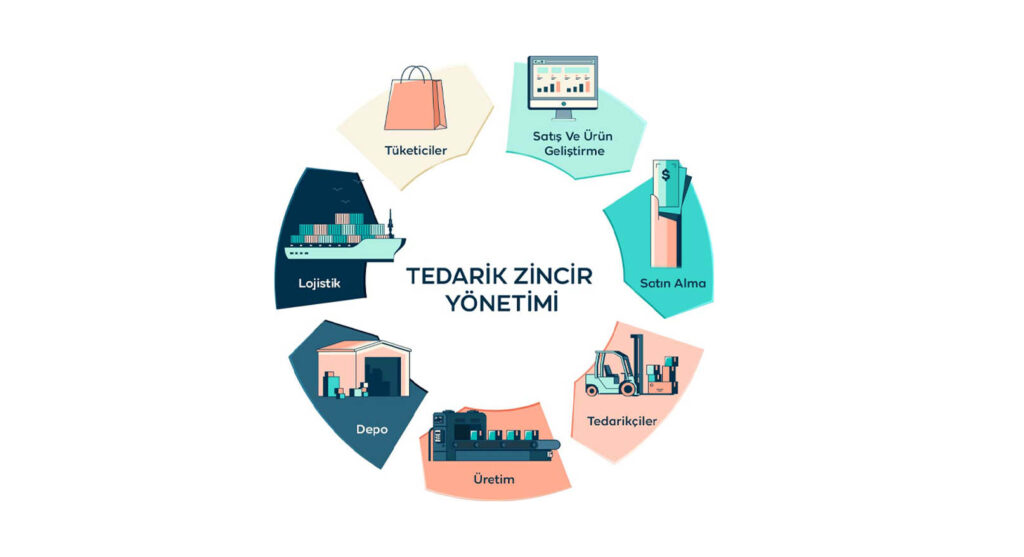 Tüketiciler
Satış Ve Ürün
Geliştirme
Satın Alma
Tedarikçiler
Üretim
Depo
Lojistik
TEDARİK ZİNCİR
YÖNETİMİ
$